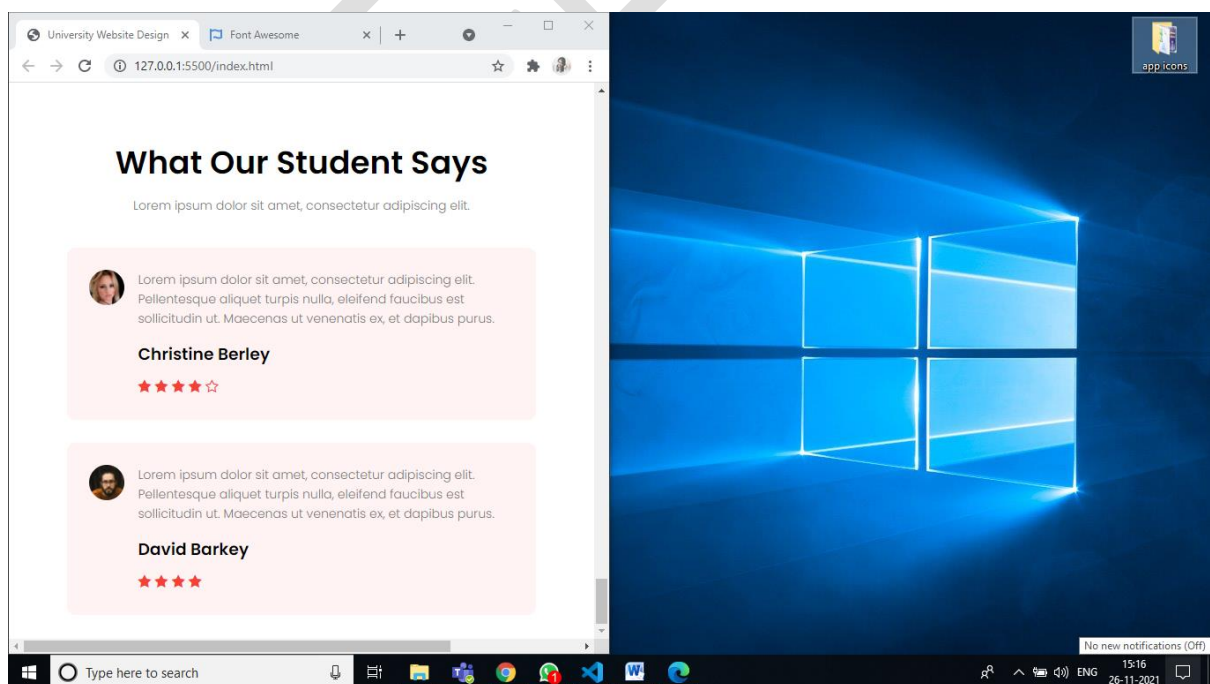 University Website Design
Font Awesome
127.0.0.1:5500/index.html
app icons
What Our Student Says
Lorem ipsum dolor sit amet, consectetur adipiscing elit.
Lorem ipsum dolor sit amet, consectetur adipiscing elit.
Pellentesque aliquet turpis nulla, eleifend faucibus est
sollicitudin ut. Maecenas ut venenatis ex, et dapibus purus.
Christine Berley
Lorem ipsum dolor sit amet, consectetur adipiscing elit.
Pellentesque aliquet turpis nulla, eleifend faucibus est
sollicitudin ut. Maecenas ut venenatis ex, et dapibus purus.
David Barkey
No new notifications (Off)
Type here to search
ENG
15:16
26-11-2021